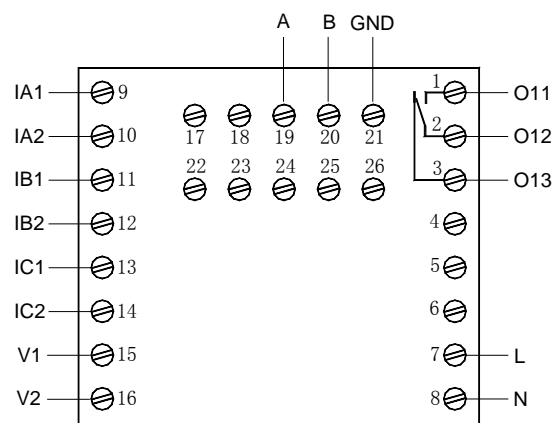 A B GND
IA1 9 1 O11
IA2 10 17 18 19 20 21 2 O12
IB1 11 22 23 24 25 26 3 O13
IB2 12 4
IC1 13 5
IC2 14 6
V1 15 7 L
V2 16 8 N